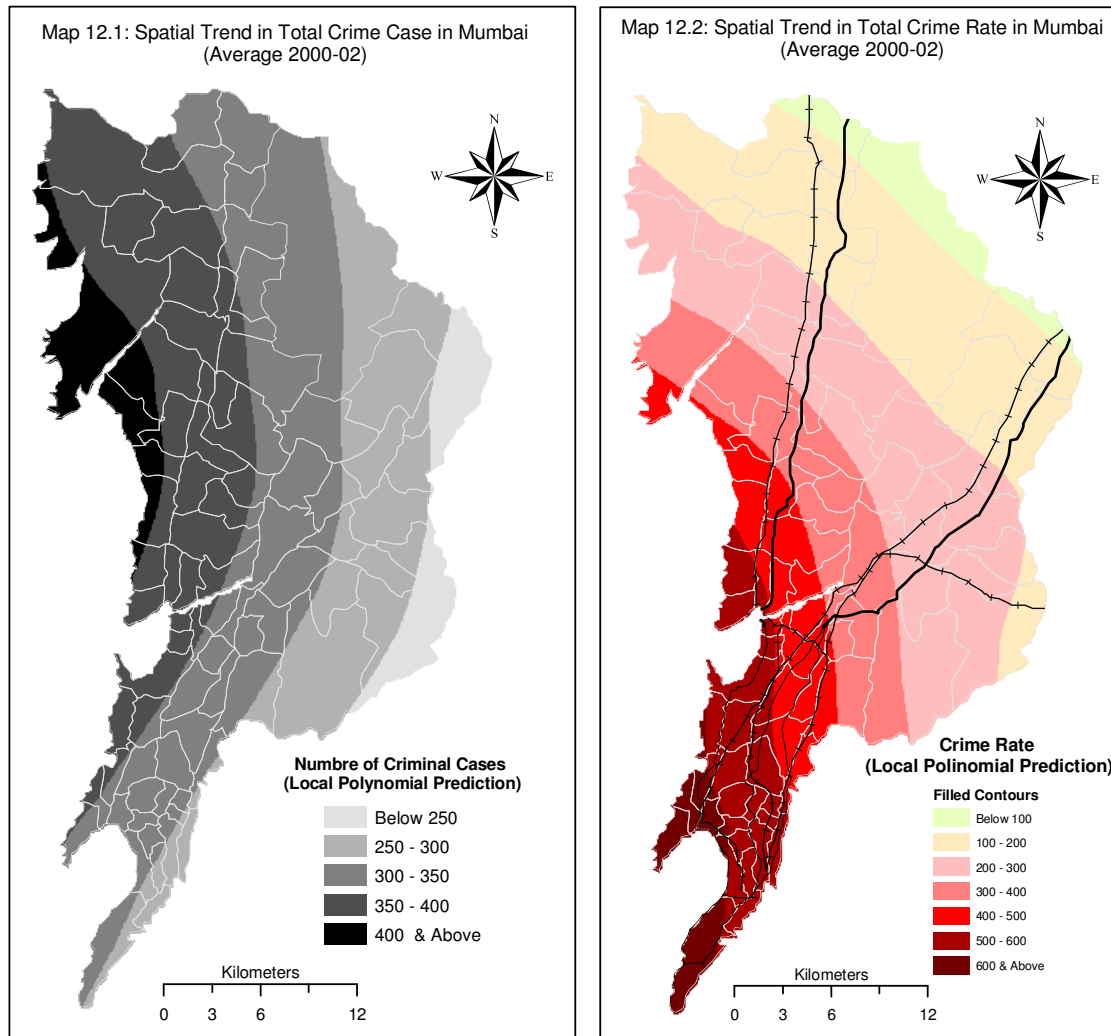 Map 12.1: Spatial Trend in Total Crime Case in Mumbai
(Average 2000-02)
N
W
E
S
Numbre of Criminal Cases
(Local Polynomial Prediction)
Below 250
250 - 300
300 - 350
350 - 400
400 & Above
Kilometers
0 3 6 12
Map 12.2: Spatial Trend in Total Crime Rate in Mumbai
(Average 2000-02)
N
W
E
S
Crime Rate
(Local Polinomial Prediction)
Filled Contours
Below 100
100 - 200
200 - 300
300 - 400
400 - 500
500 - 600
600 & Above
Kilometers
0 3 6 12